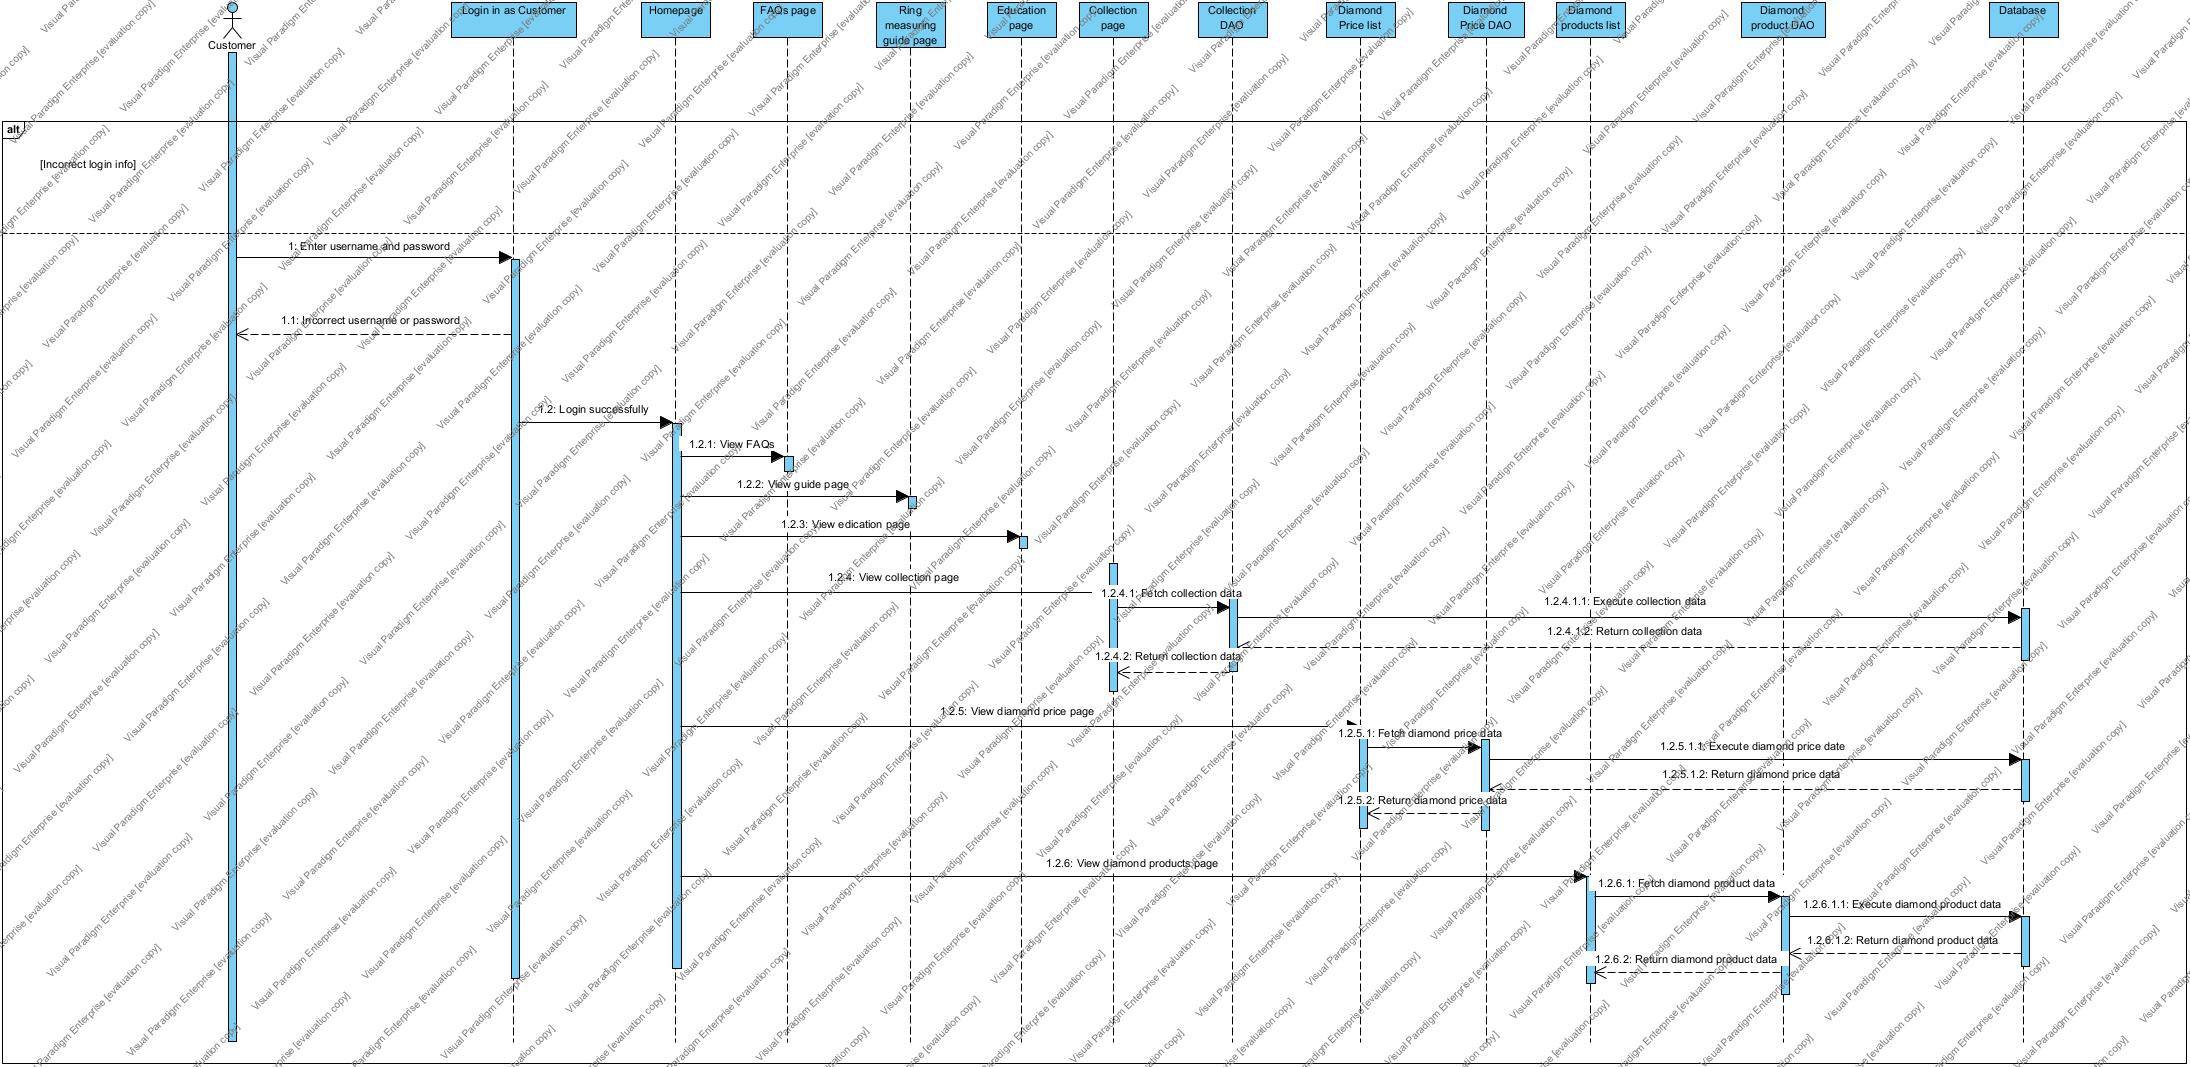 Customer
Login in as Customer
Homepage
FAQs page
Ring
measuring
guide page
Education
page
Collection
page
Collection
DAO
Diamond
Price list
Diamond
Price DAO
Diamond
products list
Diamond
product DAO
Database
alt
[Incorrect login info]
1: Enter username and password
1.1: Incorrect username or password
1.2: Login successfully
1.2.1: View FAQs
1.2.2: View guide page
1.2.3: View edication page
1.2.4: View collection page
1.2.4.1: Fetch collection data
1.2.4.1.1: Execute collection data
1.2.4.1.2: Return collection data
1.2.4.2: Return collection data
1.2.5: View diamond price page
1.2.5.1: Fetch diamond price data
1.2.5.1.1: Execute diamond price date
1.2.5.1.2: Return diamond price data
1.2.5.2: Return diamond price data
1.2.6: View diamond products page
1.2.6.1: Fetch diamond product data
1.2.6.1.1: Execute diamond product data
1.2.6.1.2: Return diamond product data
1.2.6.2: Return diamond product data
Visual Paradigm Enterprise [evaluation copy]